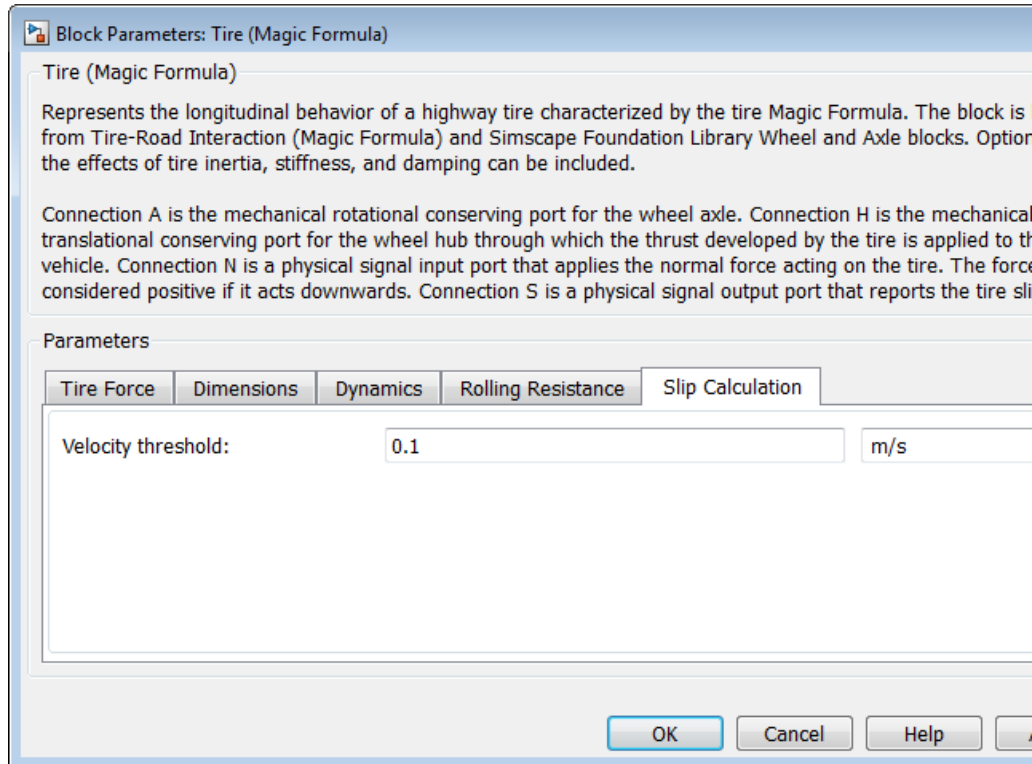 Block Parameters: Tire (Magic Formula)
Tire (Magic Formula)
Represents the longitudinal behavior of a highway tire characterized by the tire Magic Formula. The block is
from Tire-Road Interaction (Magic Formula) and Simscape Foundation Library Wheel and Axle blocks.
the effects of tire inertia, stiffness, and damping can be included.
Connection A is the mechanical rotational conserving port for the wheel axle. Connection H is the mechanical
translational conserving port for the wheel hub through which the thrust developed by the tire is applied to
vehicle. Connection N is a physical signal input port that applies the normal force acting on the tire. The force
considered positive if it acts downwards. Connection S is a physical signal output port that reports the tire
Parameters
Tire Force Dimensions Dynamics Rolling Resistance Slip Calculation
Velocity threshold: 0.1 m/s
OK Cancel Help